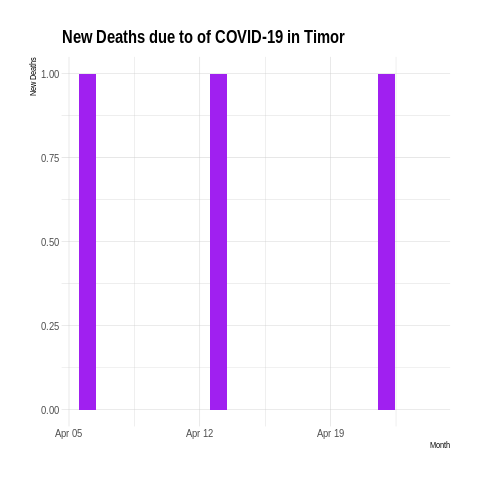 New Deaths due to of COVID-19 in Timor
New Deaths
1.00
0.75
0.50
0.25
0.00
Apr 05
Apr 12
Apr 19
Month